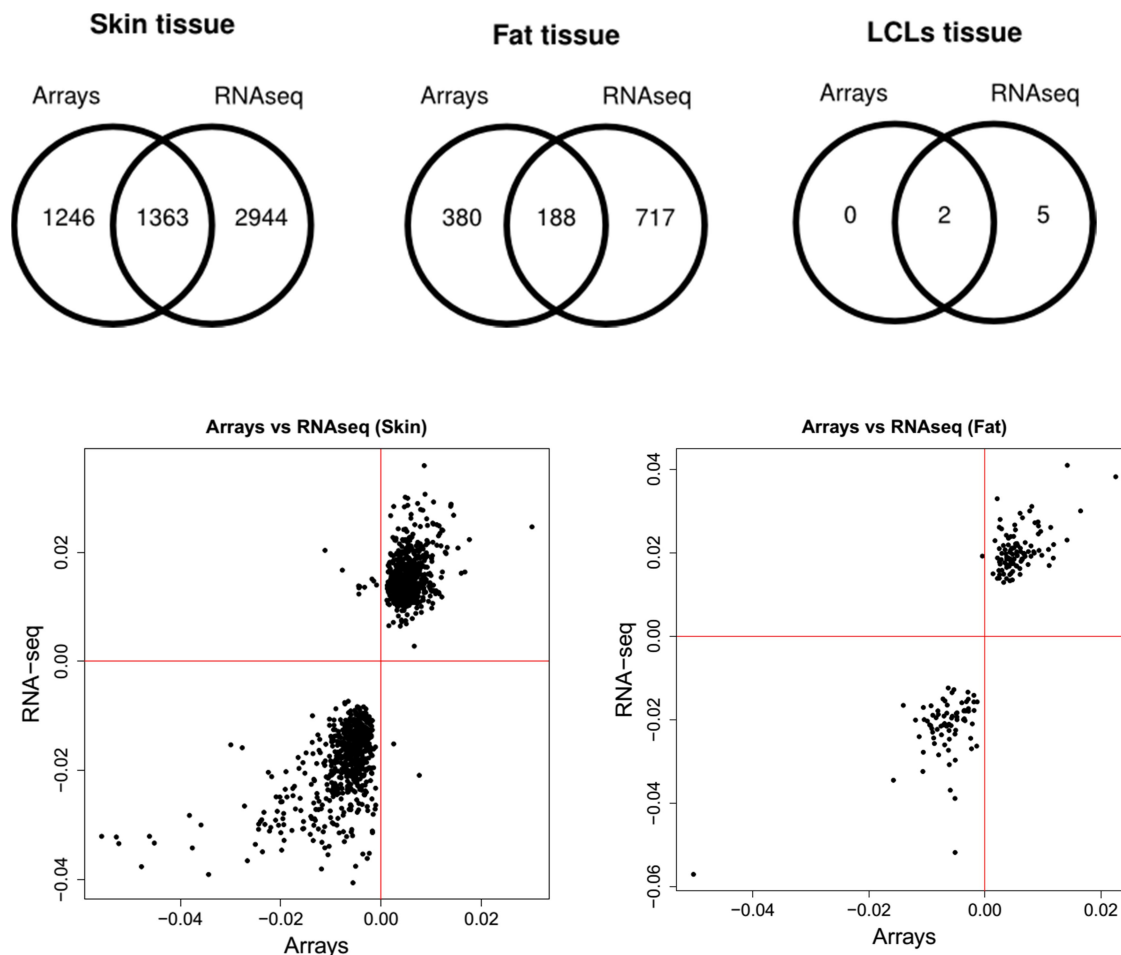 Skin tissue
Fat tissue
LCLs tissue
Arrays RNAseq
Arrays RNAseq
Arrays RNAseq
1246 1363 2944
380 188 717
0 2 5
Arrays vs RNAseq (Skin)
RNA−seq
0.02
0.00
−0.02
−0.04
−0.04 −0.02 0.00 0.02
Arrays
Arrays vs RNAseq (Fat)
RNA−seq
0.04
0.02
0.00
−0.02
−0.04
−0.06
−0.04 −0.02 0.00 0.02
Arrays